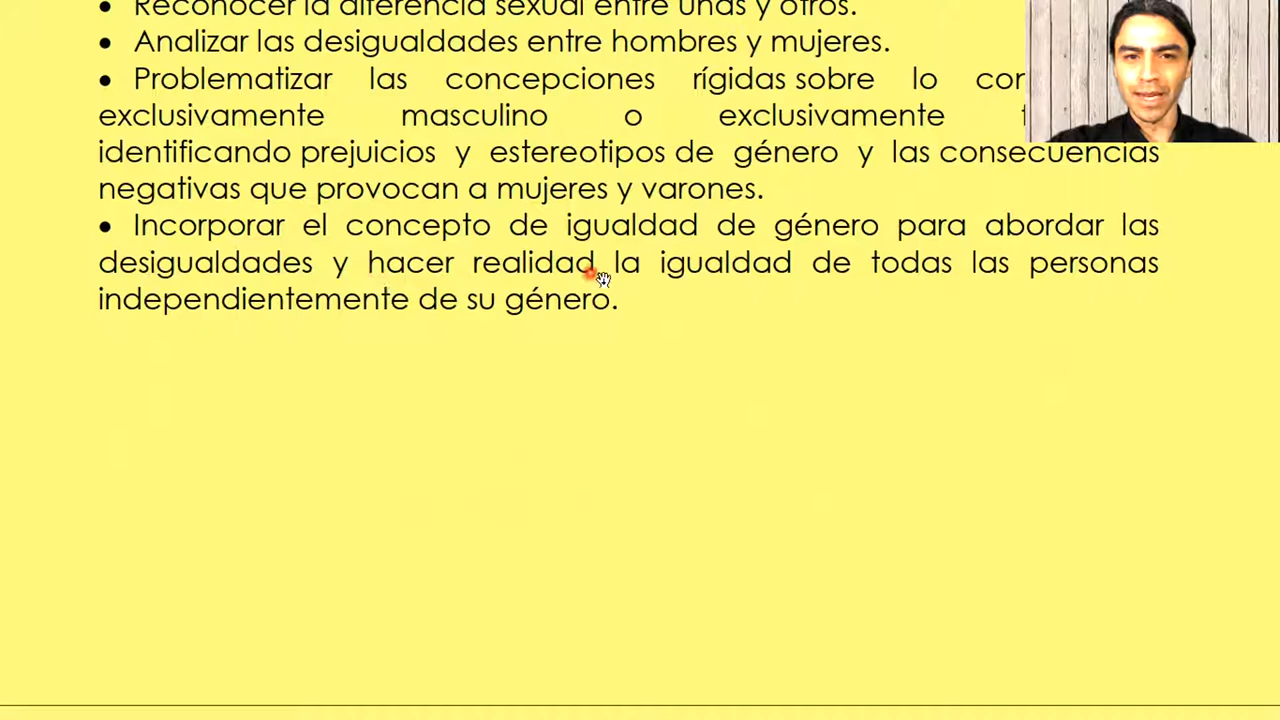 • Reconocer la diferencia sexual entre unas y otros.
• Analizar las desigualdades entre hombres y mujeres.
• Problematizar las concepciones rígidas sobre lo
exclusivamente masculino o exclusivamente
identificando prejuicios y estereotipos de género y las consecuencias
negativas que provocan a mujeres y varones.
• Incorporar el concepto de igualdad de género para abordar las
desigualdades y hacer realidad la igualdad de todas las personas
independientemente de su género.